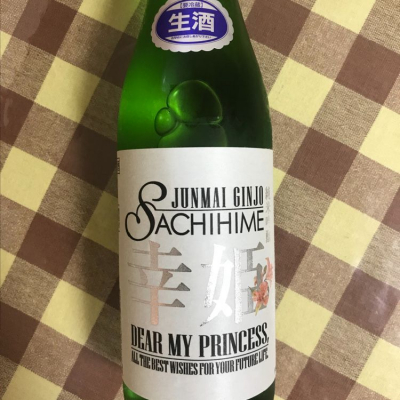 生酒
JUNMAI GINJO
SACHIHIME
幸姫
DEAR MY PRINCESS,
ALL THE BEST WISHES FOR YOUR FUTURE LIFE.